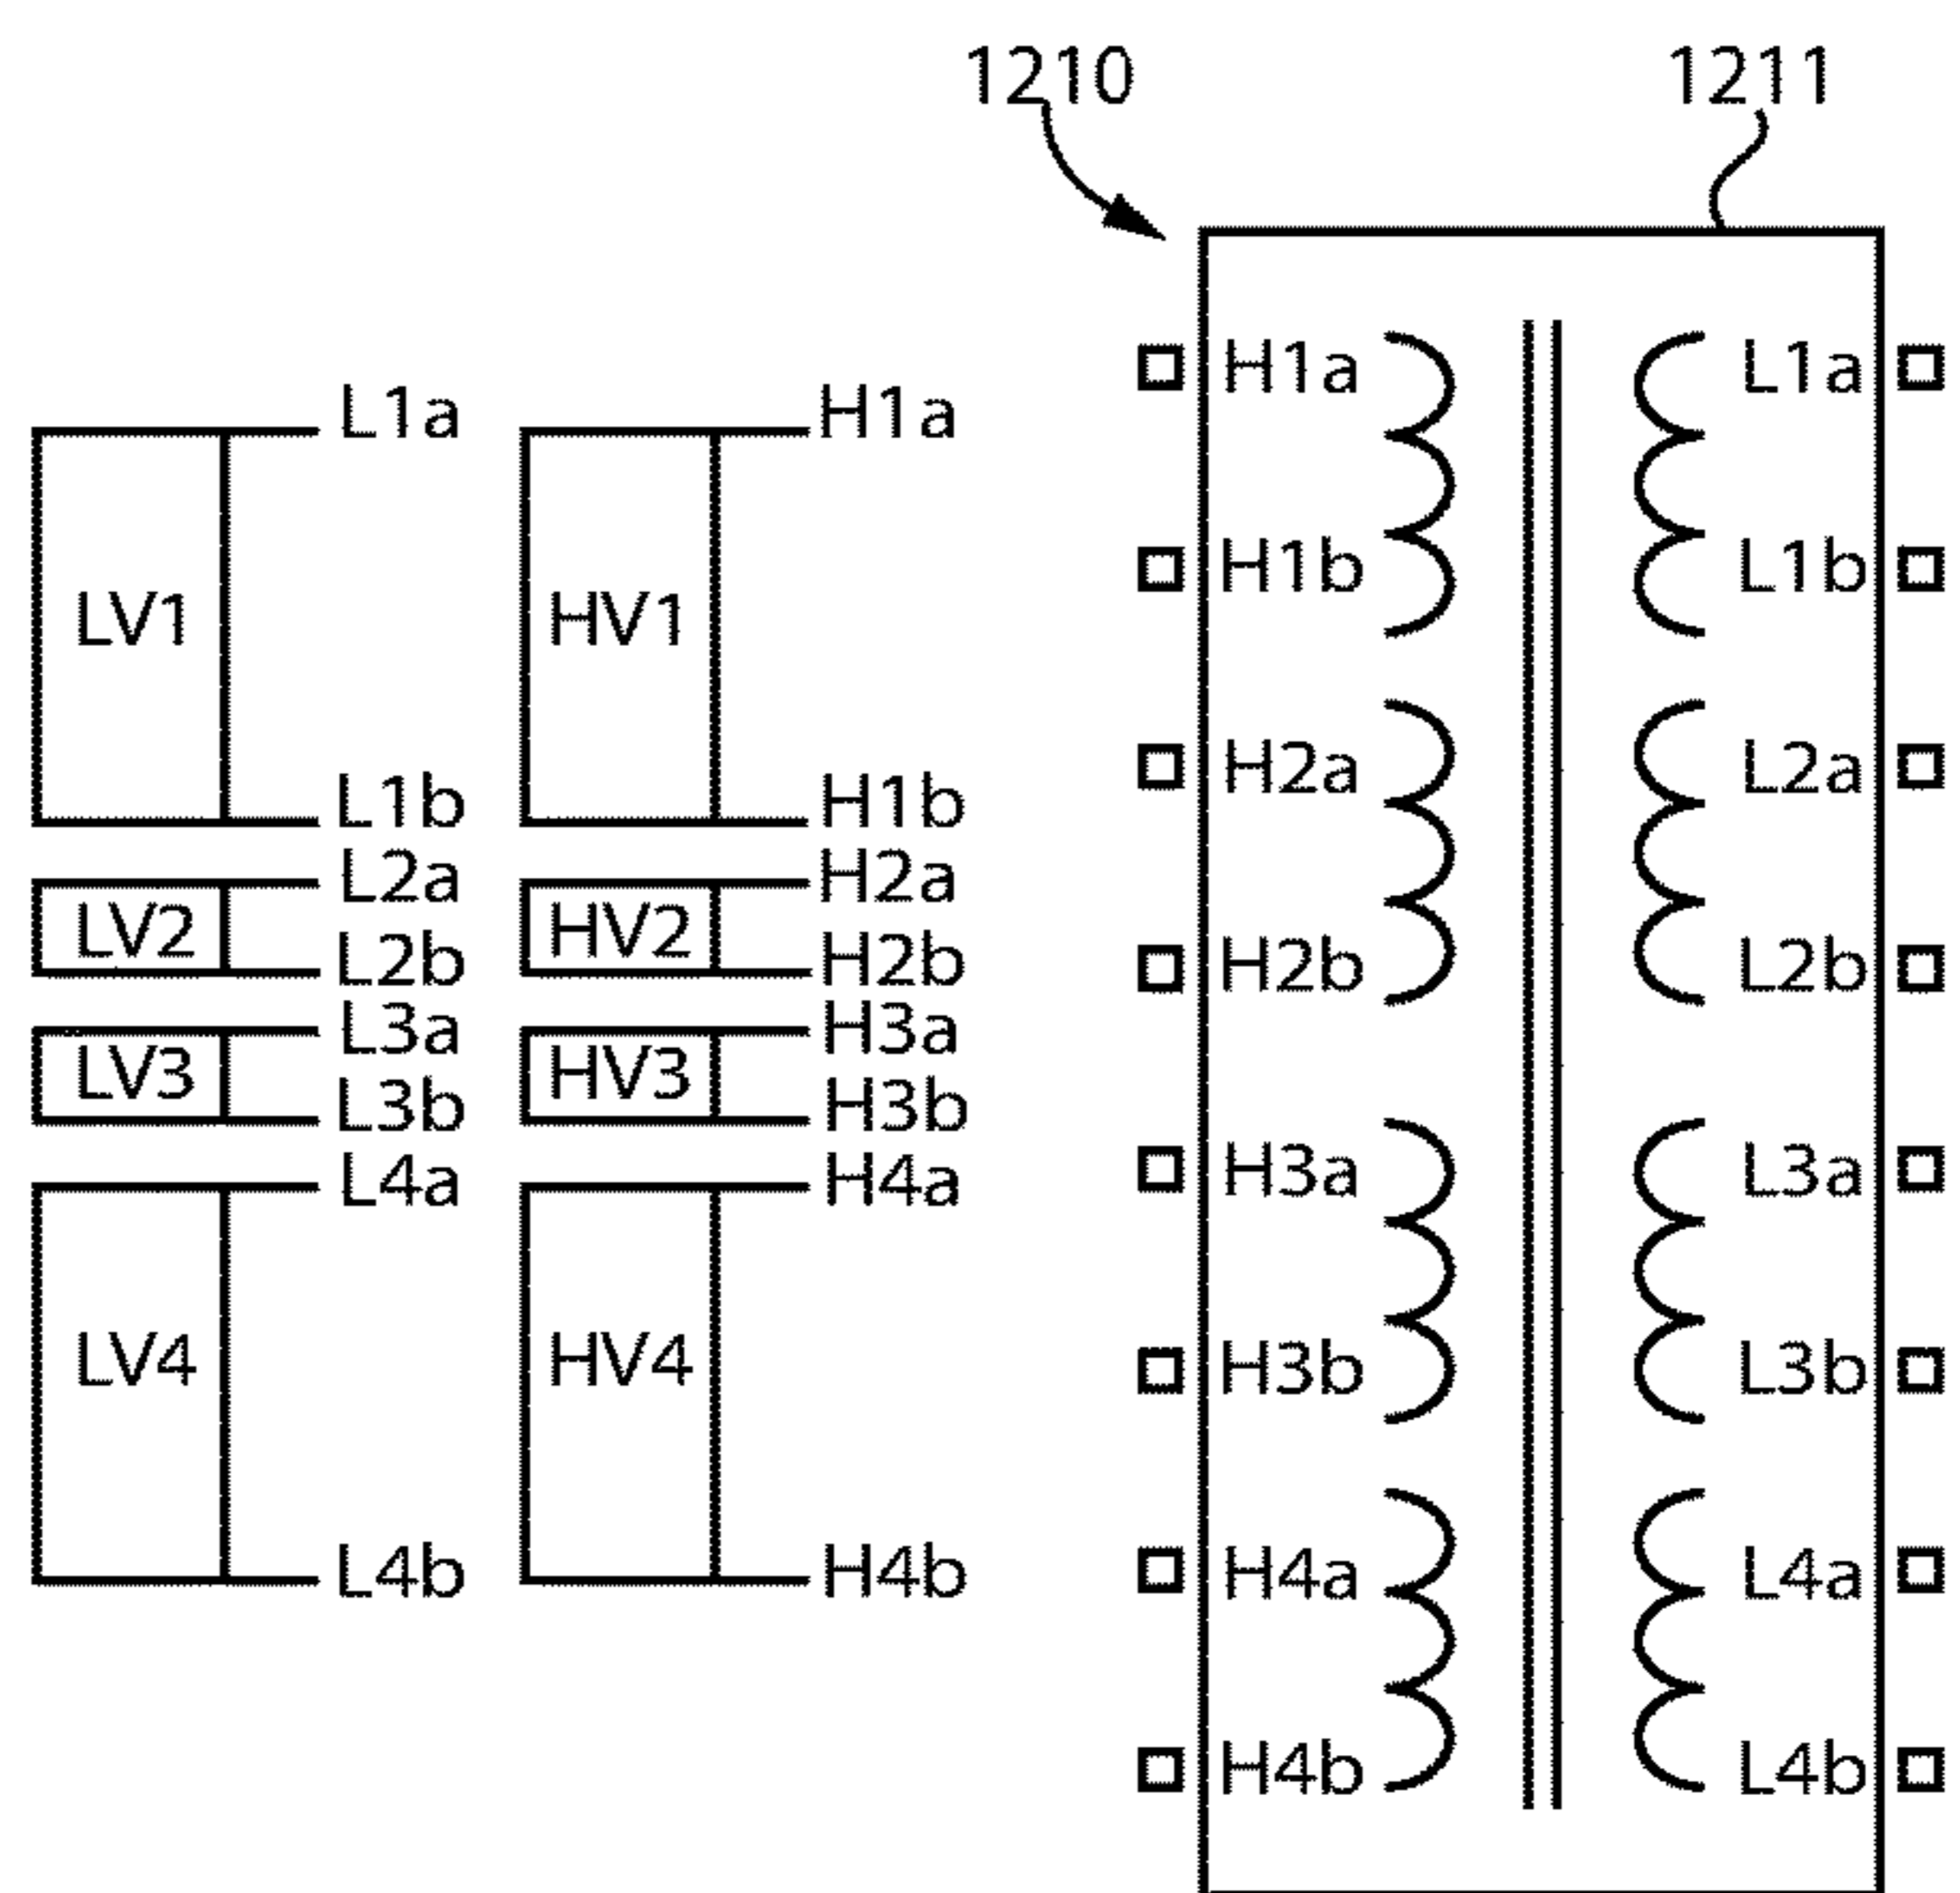 1210
1211
L1a
LV1
L1b
L2a
LV2
L2b
L3a
LV3
L3b
L4a
LV4
L4b
H1a
HV1
H1b
H2a
HV2
H2b
H3a
HV3
H3b
H4a
HV4
H4b
H1a L1a
H1b L1b
H2a L2a
H2b L2b
H3a L3a
H3b L3b
H4a L4a
H4b L4b